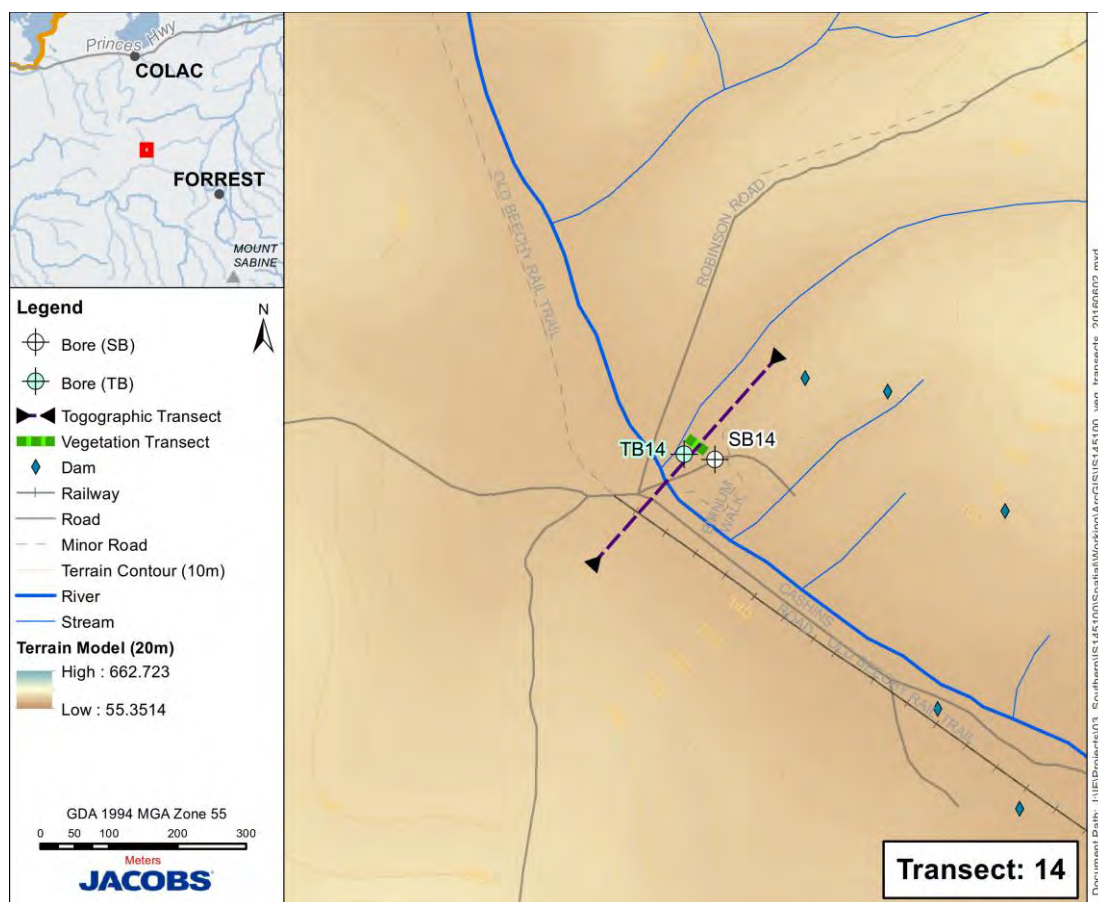 Princes Hwy
COLAC
FORREST
MOUNT
SABINE
Legend
N
Bore (SB)
Bore (TB)
Togographic Transect
Vegetation Transect
Dam
Railway
Road
Minor Road
Terrain Contour (10m)
River
Stream
Terrain Model (20m)
High : 662.723
Low : 55.3514
GDA 1994 MGA Zone 55
0 50 100 200 300
Meters
JACOBS
OLD BEECHY RAIL TRAIL
ROBINSON ROAD
TB14
SB14
WALK
CASHINS
ROAD
OLD BEECHY RAIL TRAIL
Transect: 14